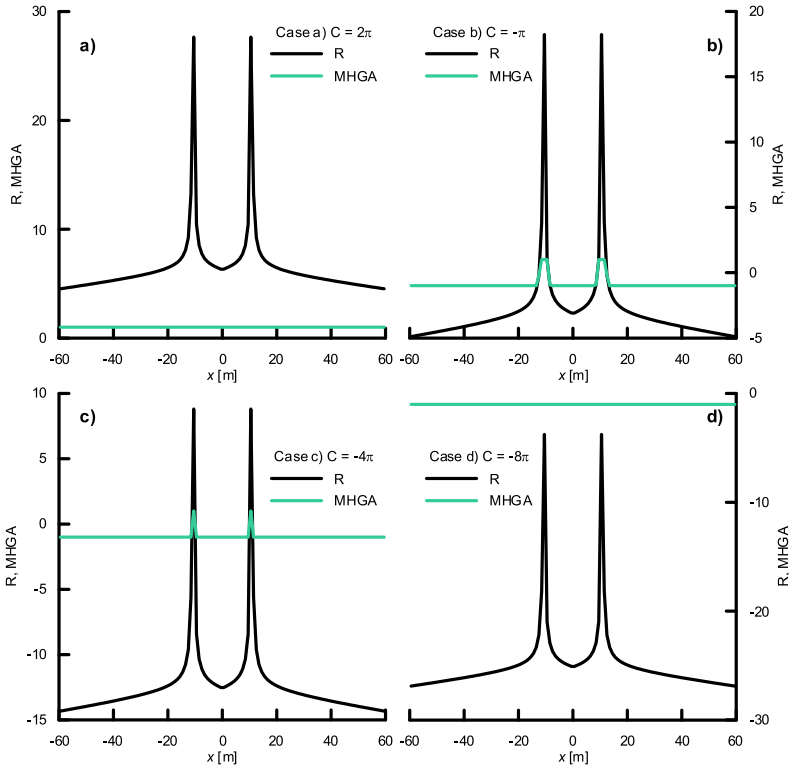 30
20
10
0
R, MHGA
a)
Case a) C = 2π
R
MHGA
-60
-40
-20
0
20
40
60
x [m]
Case b) C = -π
R
MHGA
b)
20
15
10
5
0
-5
R, MHGA
-60
-40
-20
0
20
40
60
x [m]
10
5
0
-5
-10
-15
R, MHGA
c)
Case c) C = -4π
R
MHGA
-60
-40
-20
0
20
40
60
x [m]
Case d) C = -8π
R
MHGA
d)
0
-10
-20
-30
R, MHGA
-60
-40
-20
0
20
40
60
x [m]